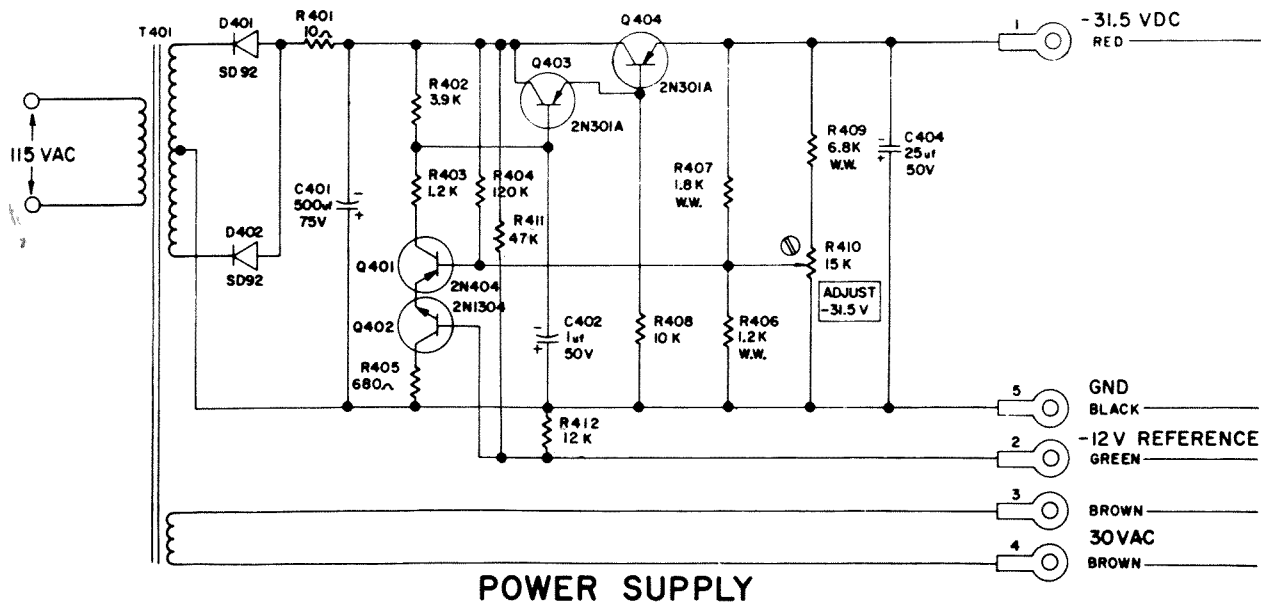 T401
D401
SD92
R401
10Ω
115 VAC
D402
SD92
C401
500uf
75V
-
+
R402
3.9K
R403
1.2K
R404
120K
R411
47K
Q401
2N404
2N1304
Q402
R405
680Ω
Q403
2N301A
Q404
2N301A
C402
1uf
50V
-
+
R412
12K
R408
10K
R407
1.8K
W.W.
R406
1.2K
W.W.
R409
6.8K
W.W.
R410
15K
ADJUST
-31.5V
C404
25uf
50V
-
+
1
-31.5 VDC
RED
5
GND
BLACK
2
-12V REFERENCE
GREEN
3
BROWN
30VAC
4
BROWN
POWER SUPPLY